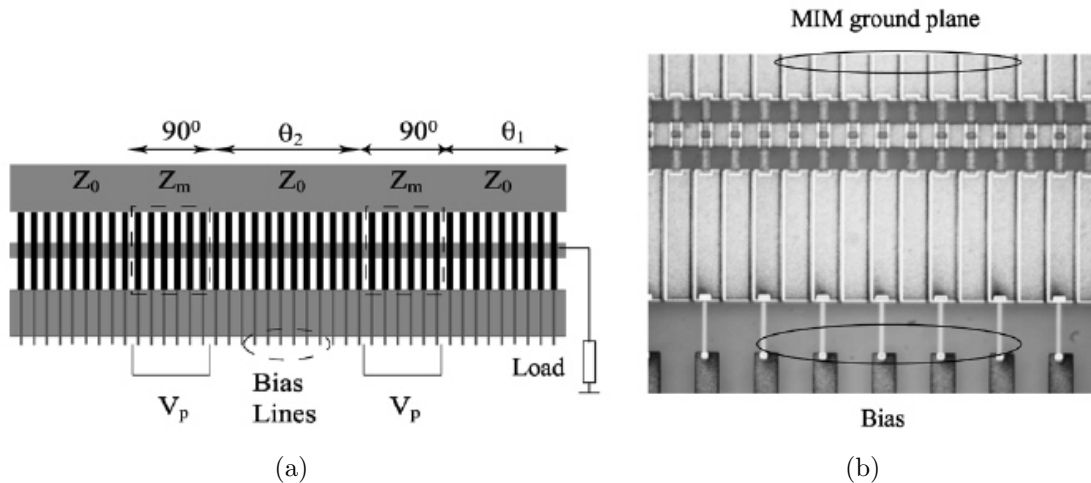 90⁰ θ₂ 90⁰ θ₁
Z₀ Zₘ Z₀ Zₘ Z₀
Load
Vₚ Bias Lines Vₚ
(a)
MIM ground plane
Bias
(b)